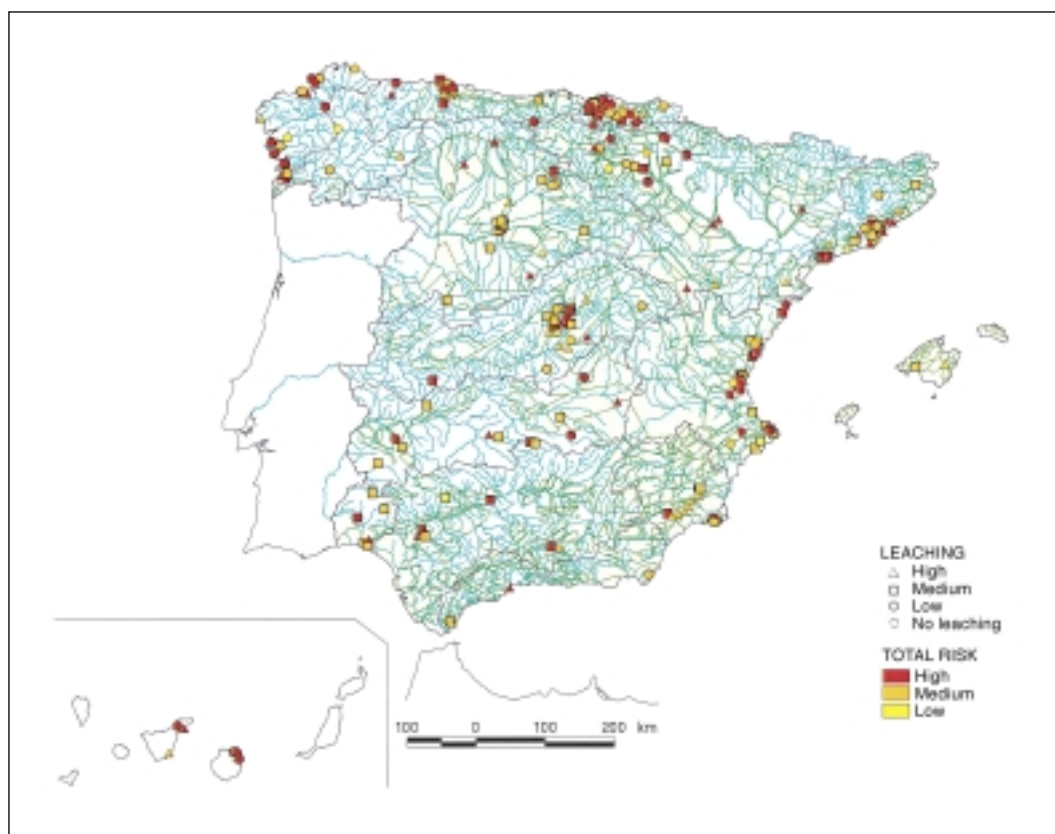 LEACHING
High
Medium
Low
No leaching
TOTAL RISK
High
Medium
Low
100 0 100 200 km